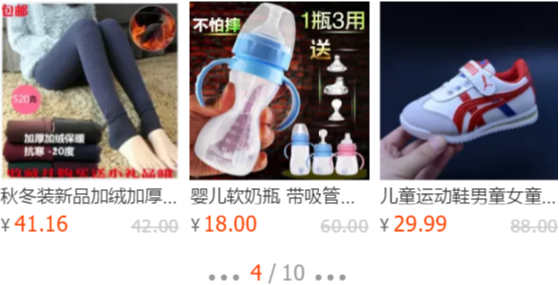 包邮
520克
加厚加绒保暖
抗寒 -20度
不怕摔
1瓶3用
送
秋冬装新品加绒加厚...
¥ 41.16 42.00
婴儿软奶瓶 带吸管...
¥ 18.00 60.00
儿童运动鞋男童女童...
¥ 29.99 88.00
... 4 / 10 ...